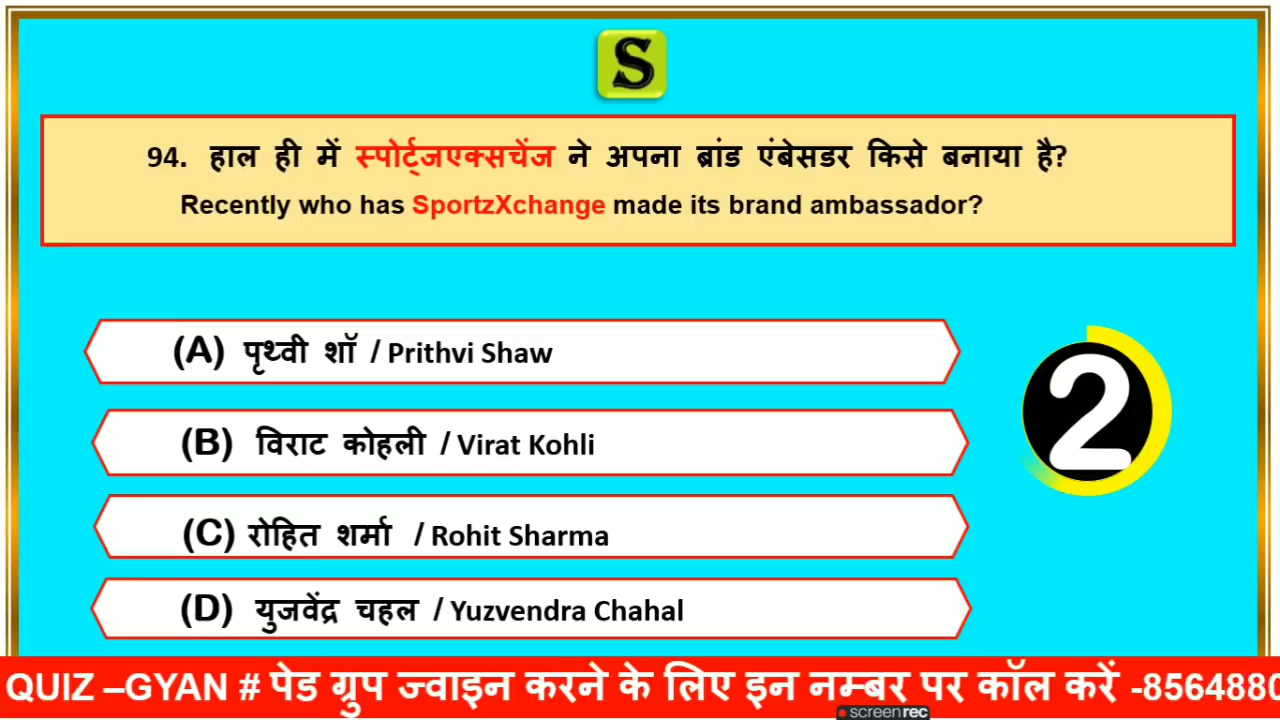 S
94. हाल ही में स्पोर्ट्जएक्सचेंज ने अपना ब्रांड एंबेसडर किसे बनाया है?
Recently who has SportzXchange made its brand ambassador?
(A) पृथ्वी शॉ / Prithvi Shaw
(B) विराट कोहली / Virat Kohli
2
(C) रोहित शर्मा / Rohit Sharma
(D) युजवेंद्र चहल / Yuzvendra Chahal
QUIZ –GYAN # पेड ग्रुप ज्वाइन करने के लिए इन नम्बर पर कॉल करें -8564880
screenrec